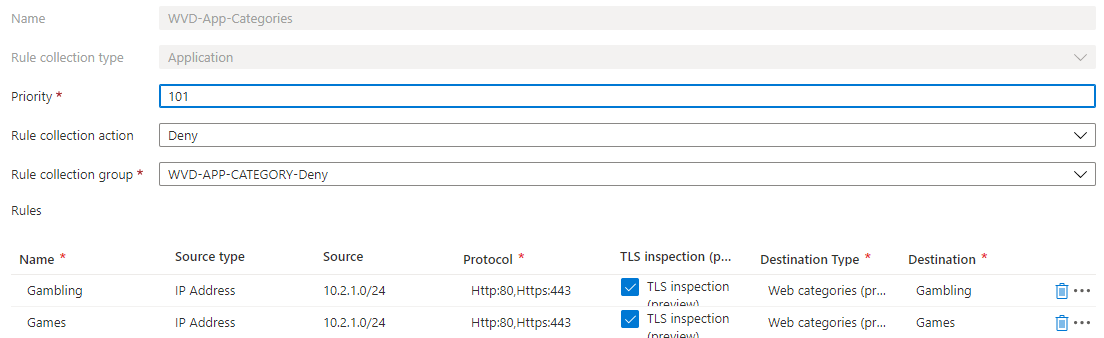 Name WVD-App-Categories
Rule collection type Application
Priority * 101
Rule collection action Deny
Rule collection group * WVD-APP-CATEGORY-Deny
Rules
Name * Source type Source Protocol * TLS inspection (p... Destination Type * Destination *
Gambling IP Address 10.2.1.0/24 Http:80,Https:443 TLS inspection (preview) Web categories (pr... Gambling
Games IP Address 10.2.1.0/24 Http:80,Https:443 TLS inspection (preview) Web categories (pr... Games